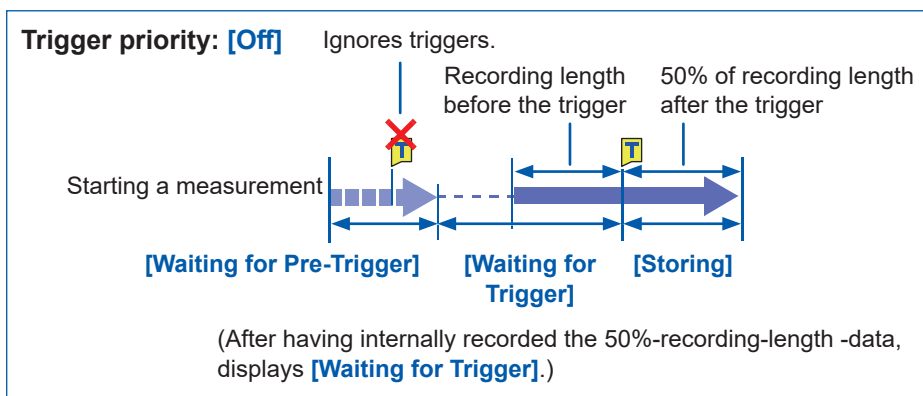 Trigger priority: [Off]
Ignores triggers.
Recording length
before the trigger
50% of recording length
after the trigger
T
T
Starting a measurement
[Waiting for Pre-Trigger]
[Waiting for
Trigger]
[Storing]
(After having internally recorded the 50%-recording-length -data,
displays [Waiting for Trigger].)